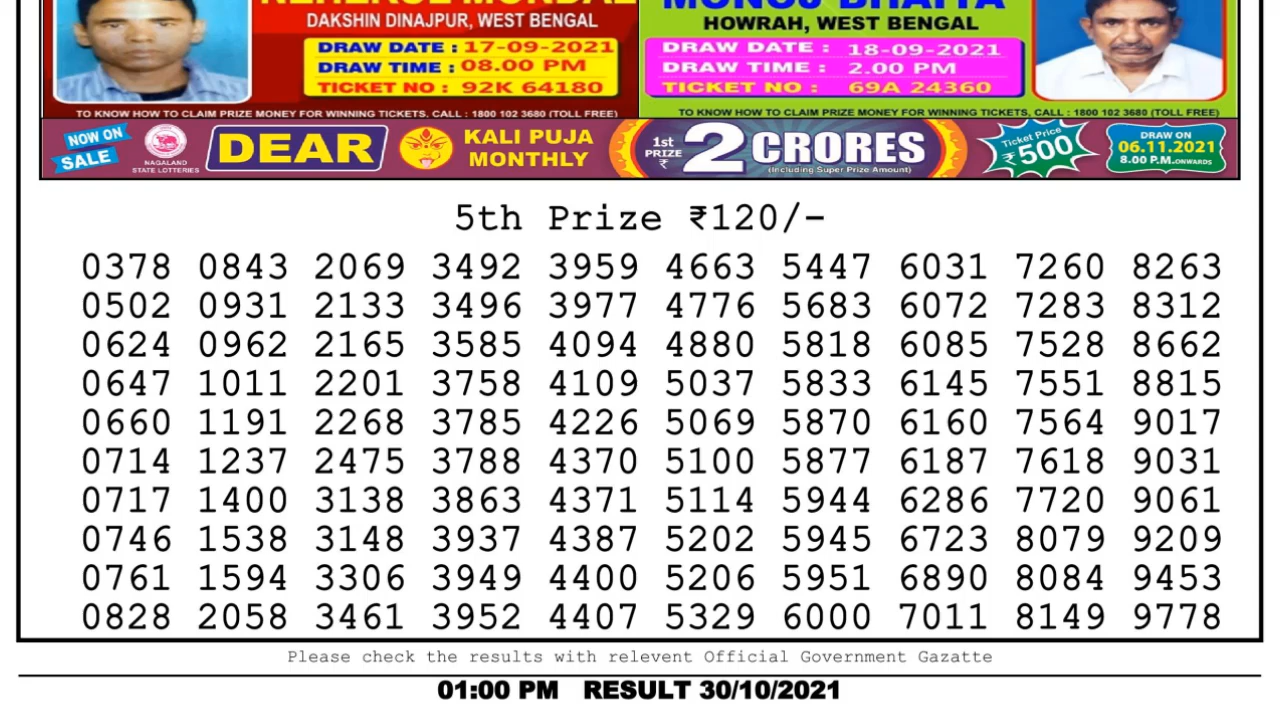 DAKSHIN DINAJPUR, WEST BENGAL
DRAW DATE : 17-09-2021
DRAW TIME : 08.00 PM
TICKET NO : 92K 64180
TO KNOW HOW TO CLAIM PRIZE MONEY FOR WINNING TICKETS, CALL : 1800 102 3680 (TOLL FREE)
HOWRAH, WEST BENGAL
DRAW DATE : 18-09-2021
DRAW TIME : 2.00 PM
TICKET NO : 69A 24360
TO KNOW HOW TO CLAIM PRIZE MONEY FOR WINNING TICKETS, CALL : 1800 102 3680 (TOLL FREE)
NOW ON
SALE
NAGALAND
STATE LOTTERIES
DEAR
KALI PUJA
MONTHLY
1st
PRIZE
₹
2 CRORES
(Including Super Prize Amount)
Ticket Price
₹500
DRAW ON
06.11.2021
8.00 P.M. ONWARDS
5th Prize ₹120/-
0378 0843 2069 3492 3959 4663 5447 6031 7260 8263
0502 0931 2133 3496 3977 4776 5683 6072 7283 8312
0624 0962 2165 3585 4094 4880 5818 6085 7528 8662
0647 1011 2201 3758 4109 5037 5833 6145 7551 8815
0660 1191 2268 3785 4226 5069 5870 6160 7564 9017
0714 1237 2475 3788 4370 5100 5877 6187 7618 9031
0717 1400 3138 3863 4371 5114 5944 6286 7720 9061
0746 1538 3148 3937 4387 5202 5945 6723 8079 9209
0761 1594 3306 3949 4400 5206 5951 6890 8084 9453
0828 2058 3461 3952 4407 5329 6000 7011 8149 9778
Please check the results with relevent Official Government Gazatte
01:00 PM RESULT 30/10/2021